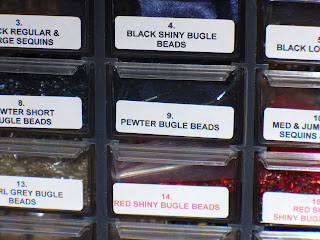 3.
CK REGULAR &
RGE SEQUINS
4.
BLACK SHINY BUGLE
BEADS
5
BLACK LO
8.
WTER SHORT
UGLE BEADS
9.
PEWTER BUGLE BEADS
10
MED & JUM
SEQUINS
13.
RL GREY BUGLE
BEADS
14.
RED SHINY BUGLE BEADS
15
RED S
SHINY BUG